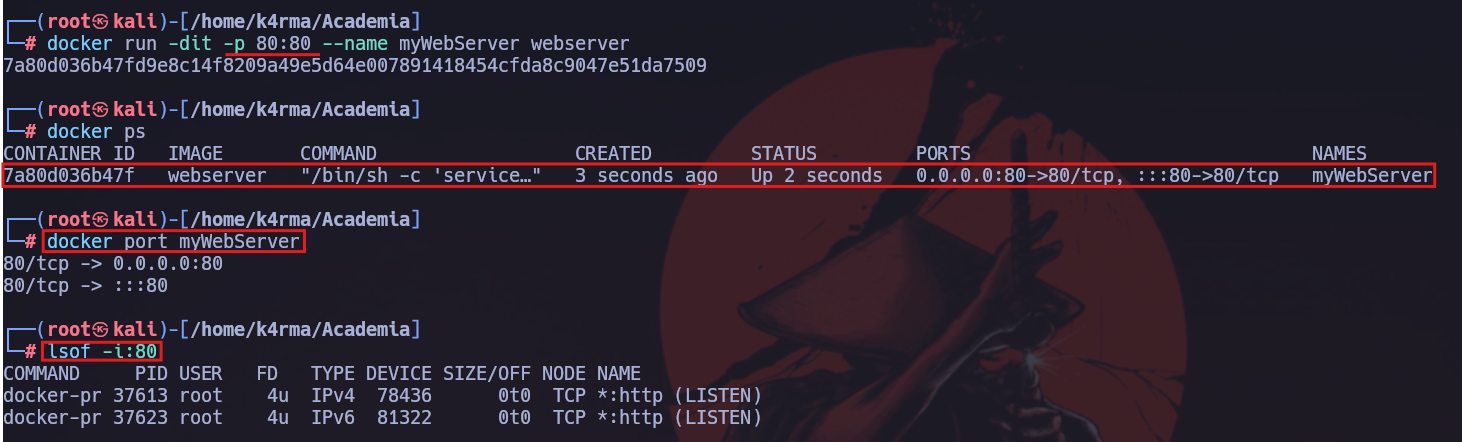 ┌──(root㉿kali)-[/home/k4rma/Academia]
└─# docker run -dit -p 80:80 --name myWebServer webserver
7a80d036b47fd9e8c14f8209a49e5d64e007891418454cfda8c9047e51da7509
┌──(root㉿kali)-[/home/k4rma/Academia]
└─# docker ps
CONTAINER ID   IMAGE       COMMAND                  CREATED         STATUS         PORTS                               NAMES
7a80d036b47f   webserver   "/bin/sh -c 'service…"   3 seconds ago   Up 2 seconds   0.0.0.0:80->80/tcp, :::80->80/tcp   myWebServer
┌──(root㉿kali)-[/home/k4rma/Academia]
└─# docker port myWebServer
80/tcp -> 0.0.0.0:80
80/tcp -> :::80
┌──(root㉿kali)-[/home/k4rma/Academia]
└─# lsof -i:80
COMMAND     PID USER   FD   TYPE DEVICE SIZE/OFF NODE NAME
docker-pr 37613 root    4u  IPv4  78436      0t0  TCP *:http (LISTEN)
docker-pr 37623 root    4u  IPv6  81322      0t0  TCP *:http (LISTEN)